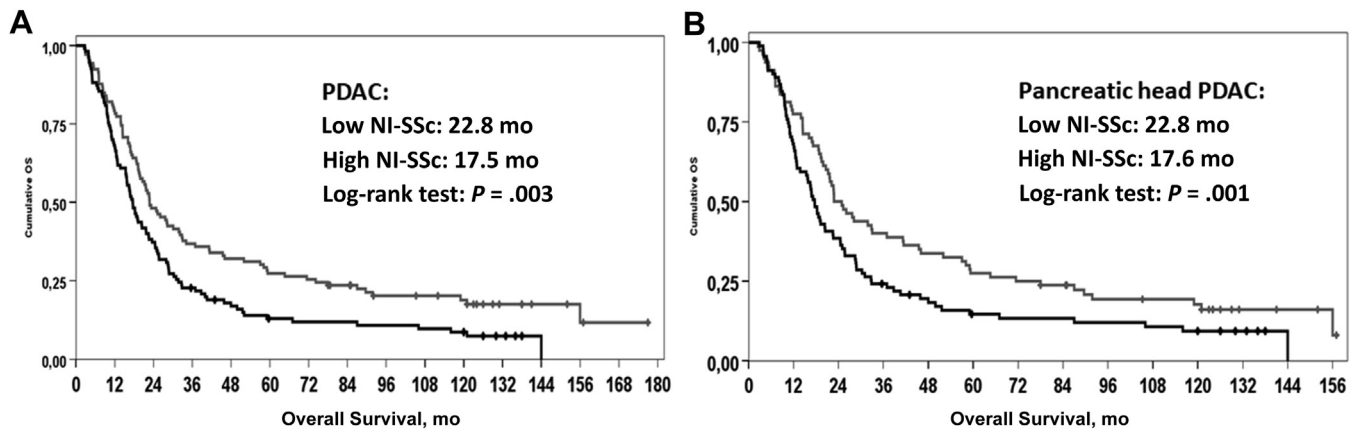 A
1,00
0,75
0,50
0,25
0,00
Cumulative OS
PDAC:
Low NI-SSc: 22.8 mo
High NI-SSc: 17.5 mo
Log-rank test: P = .003
0 12 24 36 48 60 72 84 96 108 120 132 144 156 168 180
Overall Survival, mo
B
1,00
0,75
0,50
0,25
0,00
Cumulative OS
Pancreatic head PDAC:
Low NI-SSc: 22.8 mo
High NI-SSc: 17.6 mo
Log-rank test: P = .001
0 12 24 36 48 60 72 84 96 108 120 132 144 156
Overall Survival, mo